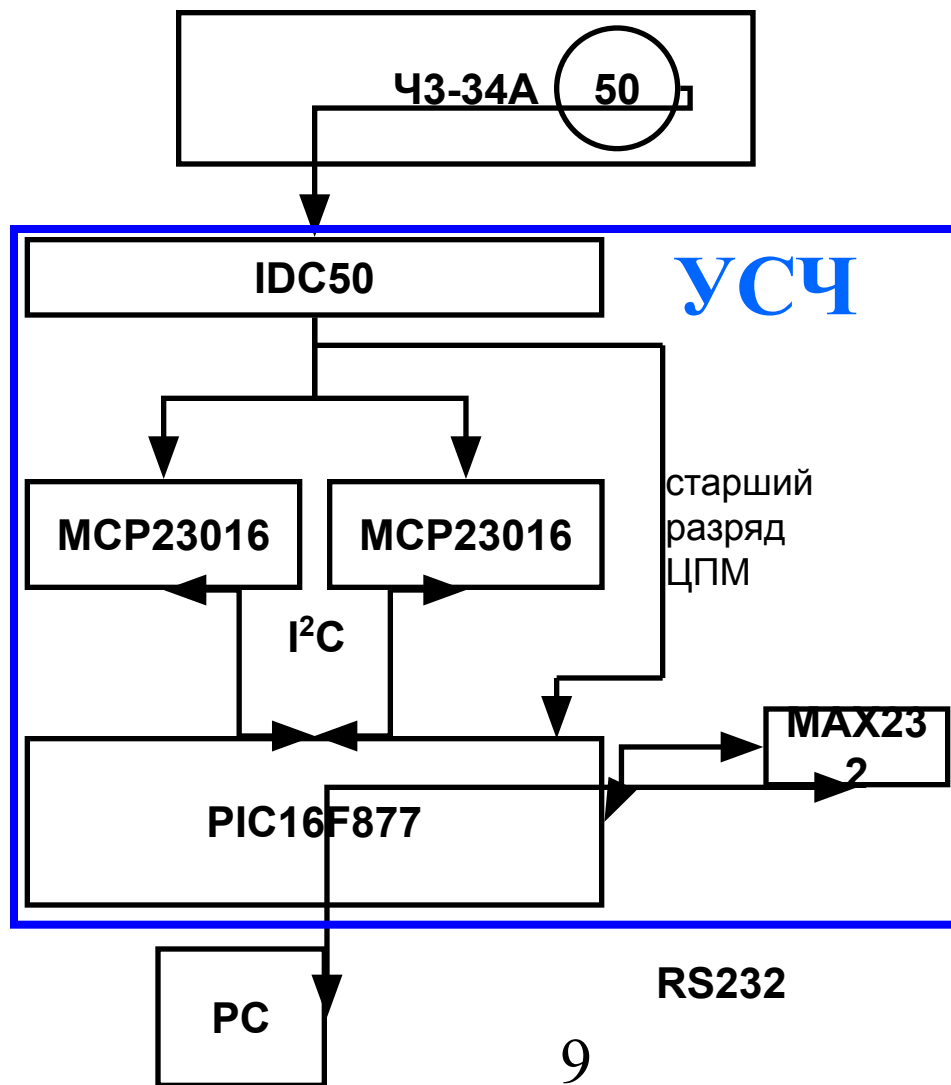 Ч3-34А
50
IDC50
УСЧ
MCP23016
MCP23016
старший
разряд
ЦПМ
I²C
MAX23
2
PIC16F877
RS232
PC
9